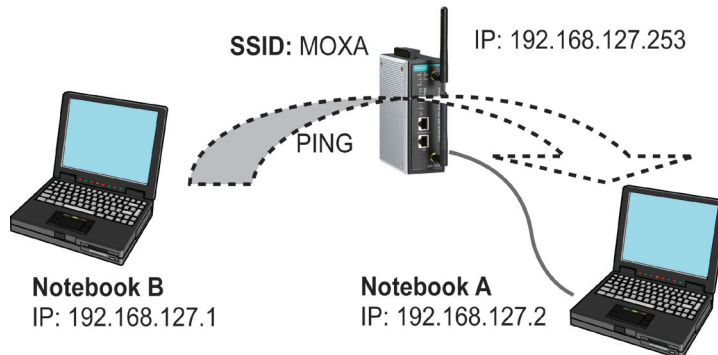 SSID: MOXA
IP: 192.168.127.253
PING
Notebook B
IP: 192.168.127.1
Notebook A
IP: 192.168.127.2